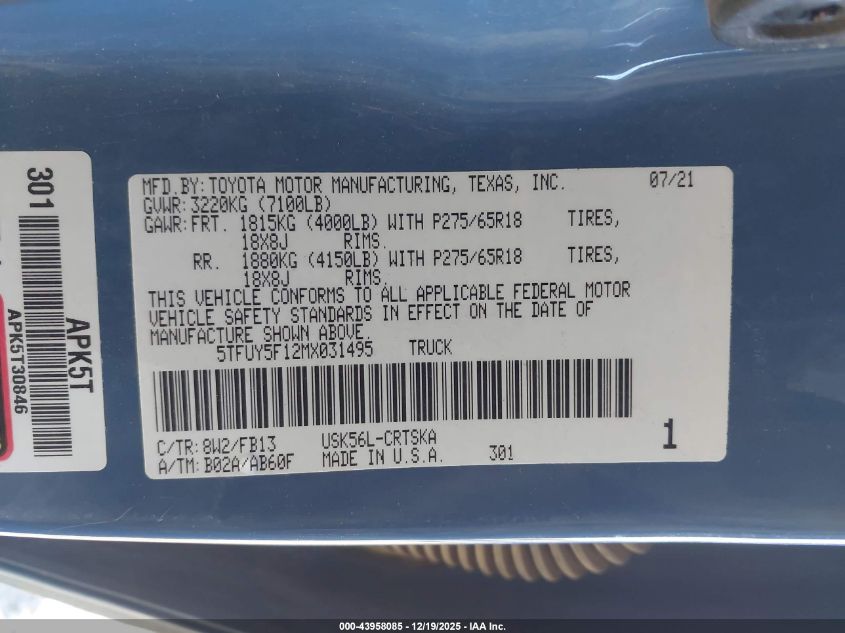 301
APK5T
APK5T30846
MFD.BY:TOYOTA MOTOR MANUFACTURING, TEXAS, INC. 07/21
GVWR:3220KG (7100LB)
GAWR:FRT. 1815KG (4000LB) WITH P275/65R18 TIRES,
18X8J RIMS.
RR. 1880KG (4150LB) WITH P275/65R18 TIRES,
18X8J RIMS.
THIS VEHICLE CONFORMS TO ALL APPLICABLE FEDERAL MOTOR
VEHICLE SAFETY STANDARDS IN EFFECT ON THE DATE OF
MANUFACTURE SHOWN ABOVE.
5TFUY5F12MX031495 TRUCK
C/TR:8W2/FB13 USK56L-CRTSKA
A/TM:B02A/AB60F MADE IN U.S.A. 301 1
000-43958085 - 12/19/2025 - IAA Inc.